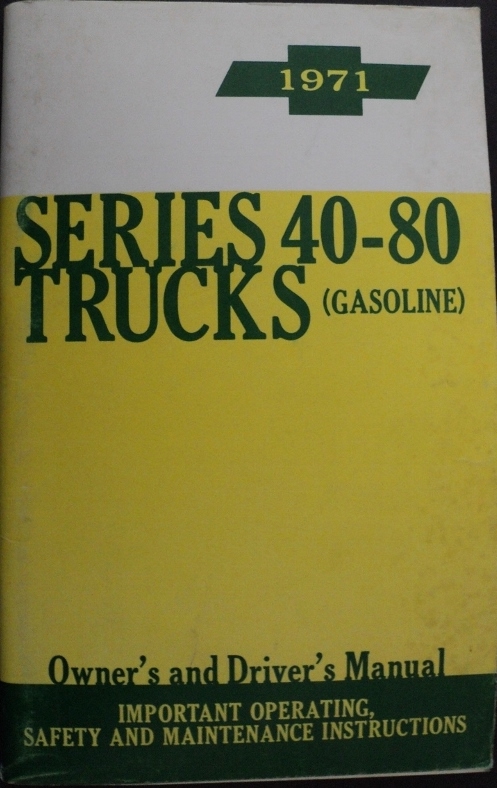 1971
SERIES 40-80
TRUCKS (GASOLINE)
Owner's and Driver's Manual
IMPORTANT OPERATING,
SAFETY AND MAINTENANCE INSTRUCTIONS